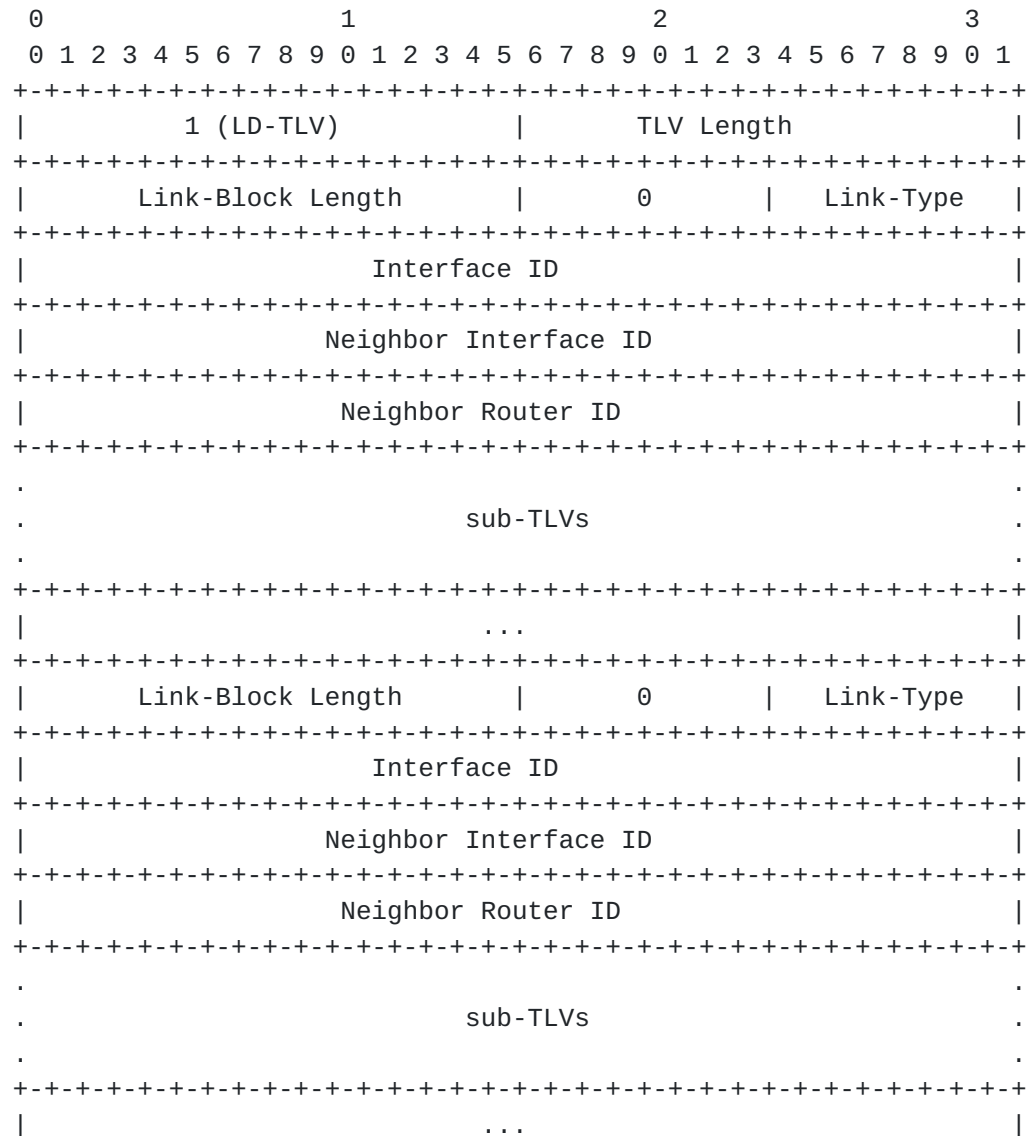 0                   1                   2                   3
 0 1 2 3 4 5 6 7 8 9 0 1 2 3 4 5 6 7 8 9 0 1 2 3 4 5 6 7 8 9 0 1
+-+-+-+-+-+-+-+-+-+-+-+-+-+-+-+-+-+-+-+-+-+-+-+-+-+-+-+-+-+-+-+-+
|          1 (LD-TLV)           |       TLV Length              |
+-+-+-+-+-+-+-+-+-+-+-+-+-+-+-+-+-+-+-+-+-+-+-+-+-+-+-+-+-+-+-+-+
|       Link-Block Length       |       0       |   Link-Type   |
+-+-+-+-+-+-+-+-+-+-+-+-+-+-+-+-+-+-+-+-+-+-+-+-+-+-+-+-+-+-+-+-+
|                      Interface ID                             |
+-+-+-+-+-+-+-+-+-+-+-+-+-+-+-+-+-+-+-+-+-+-+-+-+-+-+-+-+-+-+-+-+
|                   Neighbor Interface ID                       |
+-+-+-+-+-+-+-+-+-+-+-+-+-+-+-+-+-+-+-+-+-+-+-+-+-+-+-+-+-+-+-+-+
|                    Neighbor Router ID                         |
+-+-+-+-+-+-+-+-+-+-+-+-+-+-+-+-+-+-+-+-+-+-+-+-+-+-+-+-+-+-+-+-+
.                                                               .
.                            sub-TLVs                           .
.                                                               .
+-+-+-+-+-+-+-+-+-+-+-+-+-+-+-+-+-+-+-+-+-+-+-+-+-+-+-+-+-+-+-+-+
|                             ...                               |
+-+-+-+-+-+-+-+-+-+-+-+-+-+-+-+-+-+-+-+-+-+-+-+-+-+-+-+-+-+-+-+-+
|       Link-Block Length       |       0       |   Link-Type   |
+-+-+-+-+-+-+-+-+-+-+-+-+-+-+-+-+-+-+-+-+-+-+-+-+-+-+-+-+-+-+-+-+
|                      Interface ID                             |
+-+-+-+-+-+-+-+-+-+-+-+-+-+-+-+-+-+-+-+-+-+-+-+-+-+-+-+-+-+-+-+-+
|                   Neighbor Interface ID                       |
+-+-+-+-+-+-+-+-+-+-+-+-+-+-+-+-+-+-+-+-+-+-+-+-+-+-+-+-+-+-+-+-+
|                    Neighbor Router ID                         |
+-+-+-+-+-+-+-+-+-+-+-+-+-+-+-+-+-+-+-+-+-+-+-+-+-+-+-+-+-+-+-+-+
.                                                               .
.                            sub-TLVs                           .
.                                                               .
+-+-+-+-+-+-+-+-+-+-+-+-+-+-+-+-+-+-+-+-+-+-+-+-+-+-+-+-+-+-+-+-+
|                             ...                               |